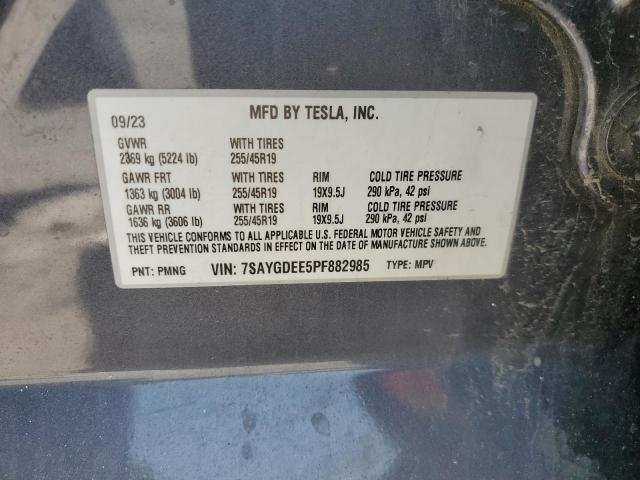 MFD BY TESLA, INC.
09/23
GVWR WITH TIRES
2369 kg (5224 lb) 255/45R19
GAWR FRT WITH TIRES RIM COLD TIRE PRESSURE
1363 kg (3004 lb) 255/45R19 19X9.5J 290 kPa, 42 psi
GAWR RR WITH TIRES RIM COLD TIRE PRESSURE
1636 kg (3606 lb) 255/45R19 19X9.5J 290 kPa, 42 psi
THIS VEHICLE CONFORMS TO ALL APPLICABLE U.S. FEDERAL MOTOR VEHICLE SAFETY AND
THEFT PREVENTION STANDARDS IN EFFECT ON THE DATE OF MANUFACTURE SHOWN ABOVE.
PNT: PMNG VIN: 7SAYGDEE5PF882985 TYPE: MPV